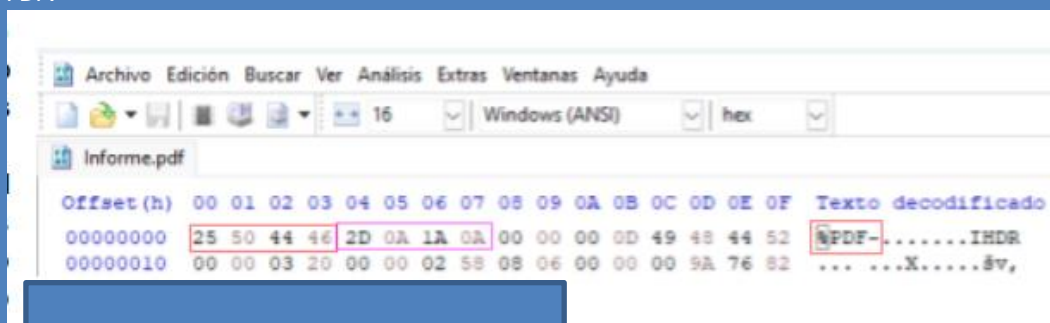 Archivo Edición Buscar Ver Análisis Extras Ventanas Ayuda
16 Windows (ANSI) hex
Informe.pdf
Offset(h) 00 01 02 03 04 05 06 07 08 09 0A 0B 0C 0D 0E 0F Texto decodificado
00000000 25 50 44 46 2D 0A 1A 0A 00 00 00 0D 49 48 44 52 %PDF-.......IHDR
00000010 00 00 03 20 00 00 02 58 08 06 00 00 00 9A 76 82 ... ...X.....šv‚